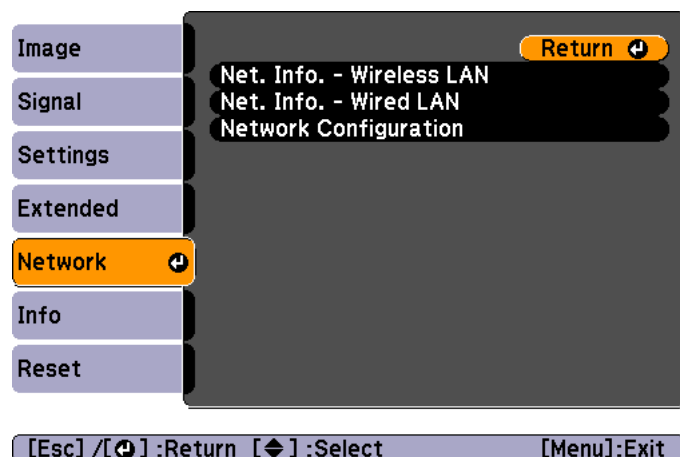 Image
Signal
Settings
Extended
Network
Info
Reset
Return
Net. Info. - Wireless LAN
Net. Info. - Wired LAN
Network Configuration
[Esc] /[⏎] :Return [◆] :Select [Menu]:Exit